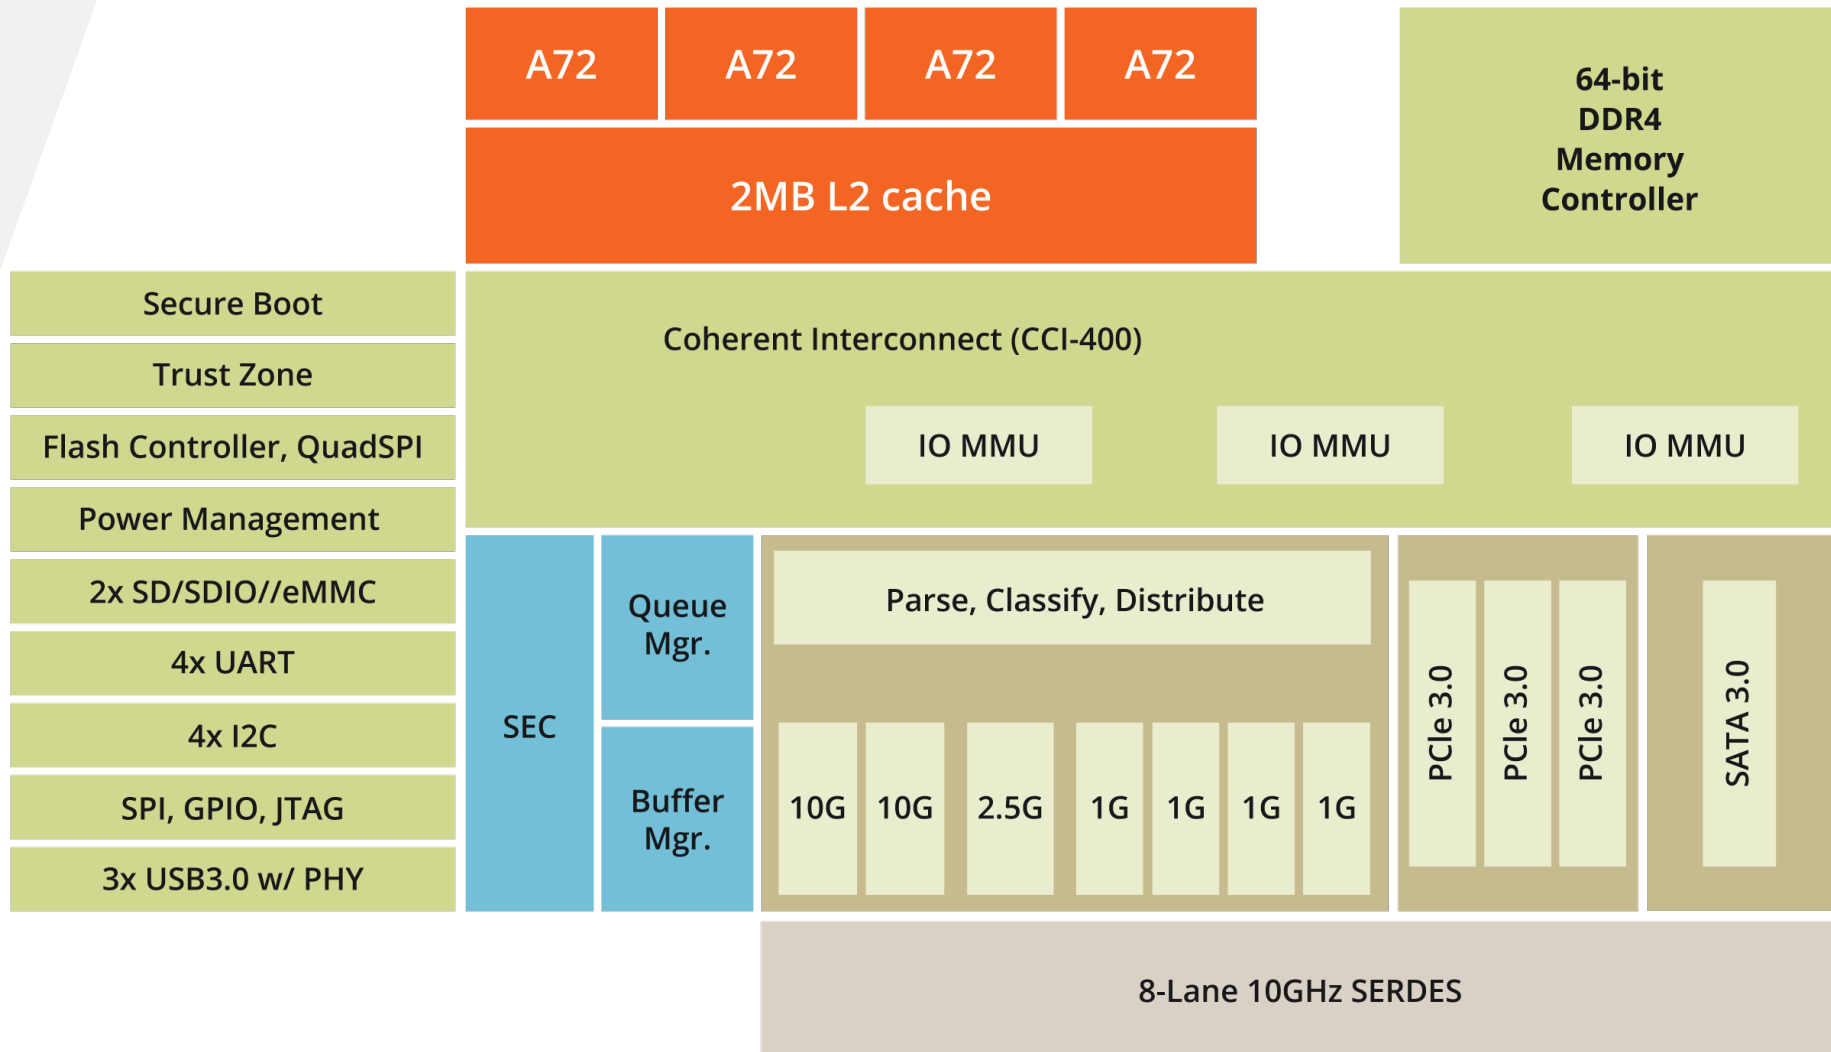 A72
A72
A72
A72
64-bit
DDR4
Memory
Controller
2MB L2 cache
Secure Boot
Trust Zone
Flash Controller, QuadSPI
Power Management
2x SD/SDIO//eMMC
4x UART
4x I2C
SPI, GPIO, JTAG
3x USB3.0 w/ PHY
Coherent Interconnect (CCI-400)
IO MMU
IO MMU
IO MMU
SEC
Queue
Mgr.
Buffer
Mgr.
Parse, Classify, Distribute
10G
10G
2.5G
1G
1G
1G
1G
PCIe 3.0
PCIe 3.0
PCIe 3.0
SATA 3.0
8-Lane 10GHz SERDES